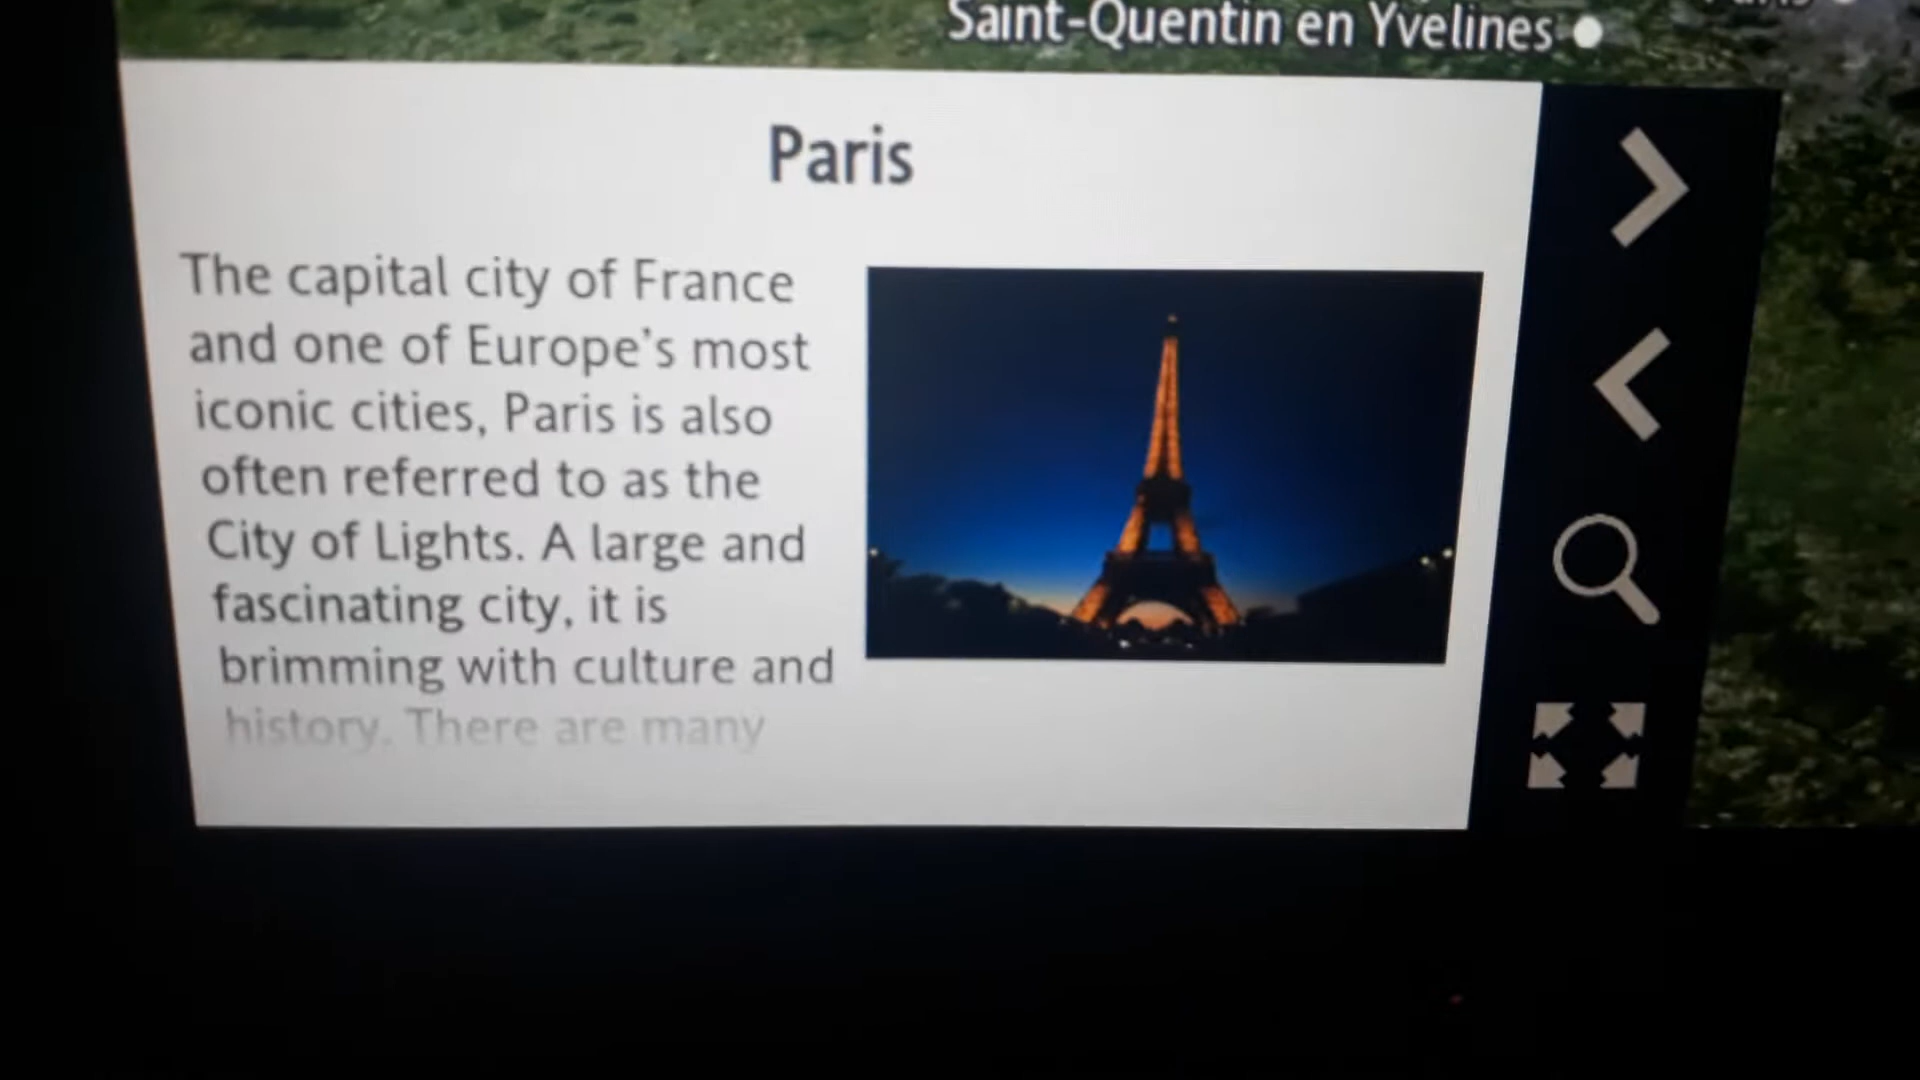 Saint-Quentin en Yvelines
Paris
The capital city of France
and one of Europe's most
iconic cities, Paris is also
often referred to as the
City of Lights. A large and
fascinating city, it is
brimming with culture and
history. There are many